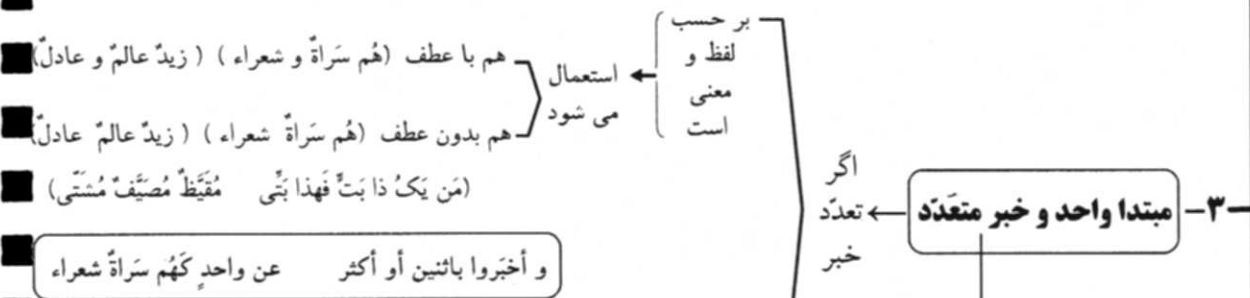 ۳- مبتدا واحد و خبر متعَدّد
اگر
تعدّد
خبر
بر حسب
لفظ و
معنی
است
استعمال
می شود
هم با عطف (هُم سَراةٌ و شعراء ) ( زیدٌ عالمٌ و عادلٌ)
هم بدون عطف (هُم سَراةٌ شعراء ) ( زیدٌ عالمٌ عادلٌ)
(مَن یَکُ ذا بَتٍّ فَهذا بَتِّی مُقَیَّظٌ مُصَیَّفٌ مُشَتّی)
و أخبَروا باثنین أو أکثر عن واحدٍ کَهُم سَراةٌ شعراء